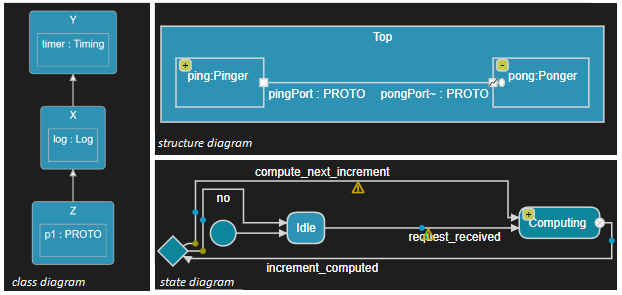 Y
timer : Timing
X
log : Log
Z
p1 : PROTO
class diagram
Top
+
ping:Pinger
-
pong:Ponger
pingPort : PROTO
pongPort~ : PROTO
structure diagram
compute_next_increment
no
Idle
+
Computing
request_received
increment_computed
state diagram